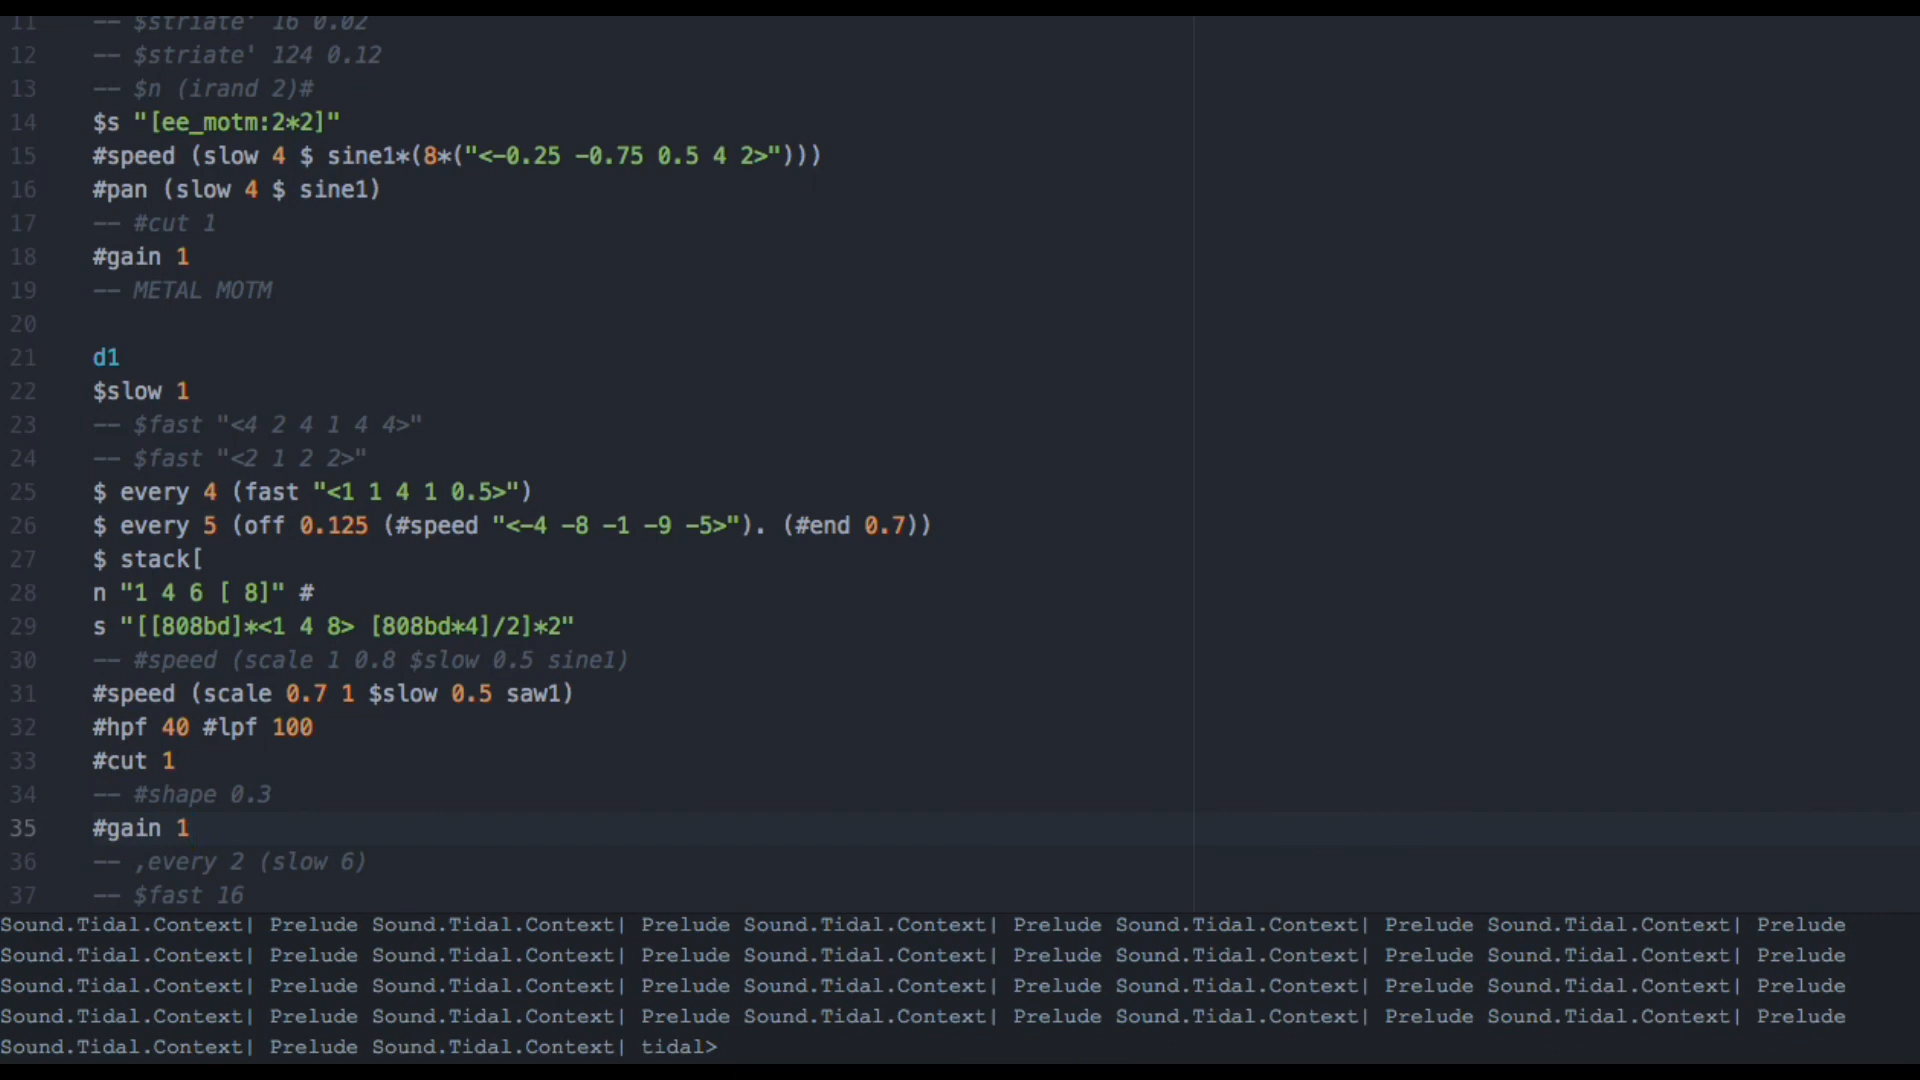 11 -- $striate' 16 0.02
12 -- $striate' 124 0.12
13 -- $n (irand 2)#
14 $s "[ee_motm:2*2]"
15 #speed (slow 4 $ sine1*(8*("<-0.25 -0.75 0.5 4 2>")))
16 #pan (slow 4 $ sine1)
17 -- #cut 1
18 #gain 1
19 -- METAL MOTM
20
21 d1
22 $slow 1
23 -- $fast "<4 2 4 1 4 4>"
24 -- $fast "<2 1 2 2>"
25 $ every 4 (fast "<1 1 4 1 0.5>")
26 $ every 5 (off 0.125 (#speed "<-4 -8 -1 -9 -5>"). (#end 0.7))
27 $ stack[
28 n "1 4 6 [ 8]" #
29 s "[[808bd]*<1 4 8> [808bd*4]/2]*2"
30 -- #speed (scale 1 0.8 $slow 0.5 sine1)
31 #speed (scale 0.7 1 $slow 0.5 saw1)
32 #hpf 40 #lpf 100
33 #cut 1
34 -- #shape 0.3
35 #gain 1
36 -- ,every 2 (slow 6)
37 -- $fast 16
Sound.Tidal.Context| Prelude Sound.Tidal.Context| Prelude Sound.Tidal.Context| Prelude Sound.Tidal.Context| Prelude Sound.Tidal.Context| Prelude
Sound.Tidal.Context| Prelude Sound.Tidal.Context| Prelude Sound.Tidal.Context| Prelude Sound.Tidal.Context| Prelude Sound.Tidal.Context| Prelude
Sound.Tidal.Context| Prelude Sound.Tidal.Context| Prelude Sound.Tidal.Context| Prelude Sound.Tidal.Context| Prelude Sound.Tidal.Context| Prelude
Sound.Tidal.Context| Prelude Sound.Tidal.Context| Prelude Sound.Tidal.Context| Prelude Sound.Tidal.Context| Prelude Sound.Tidal.Context| Prelude
Sound.Tidal.Context| Prelude Sound.Tidal.Context| tidal>